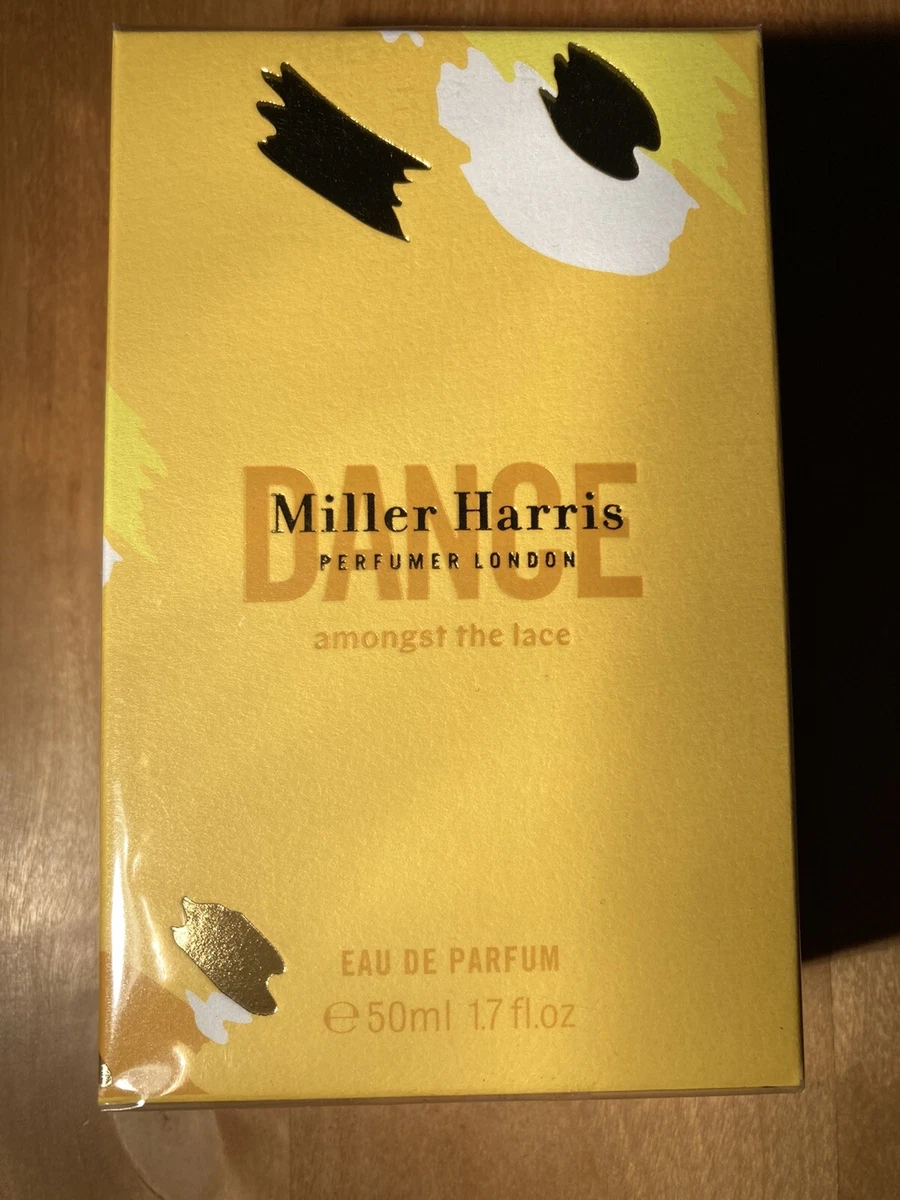 DANCE
Miller Harris
PERFUMER LONDON
amongst the lace
EAU DE PARFUM
℮50ml 1.7 fl.oz